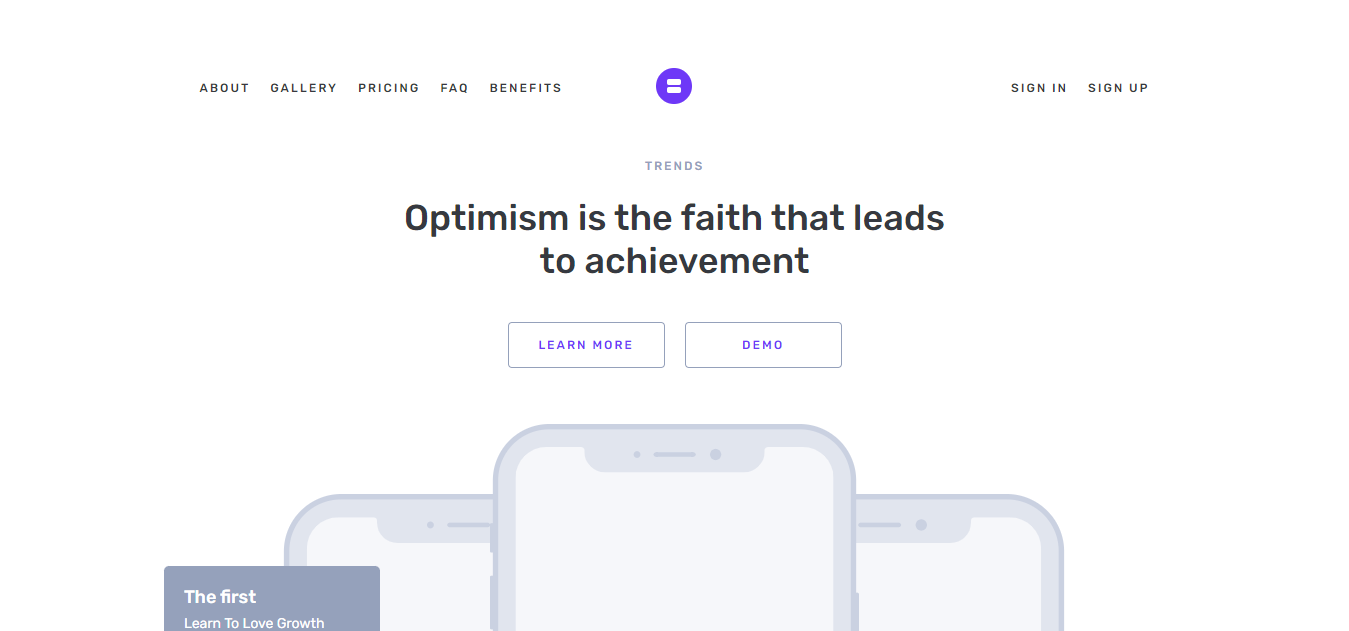 ABOUT GALLERY PRICING FAQ BENEFITS SIGN IN SIGN UP
TRENDS
Optimism is the faith that leads
to achievement
LEARN MORE DEMO
The first
Learn To Love Growth